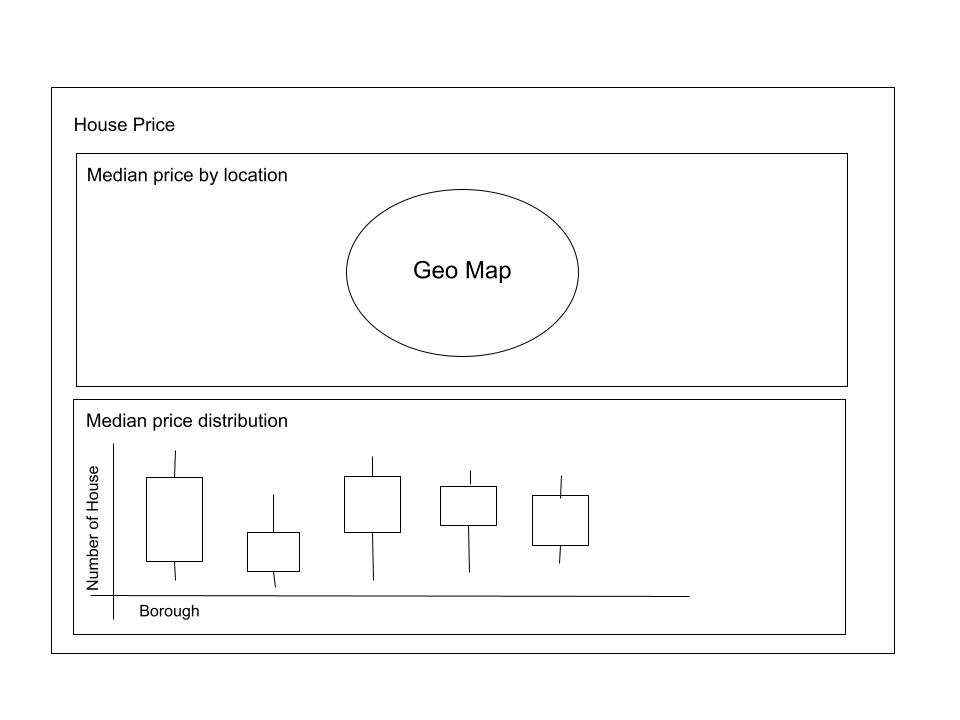 House Price
Median price by location
Geo Map
Median price distribution
Number of House
Borough